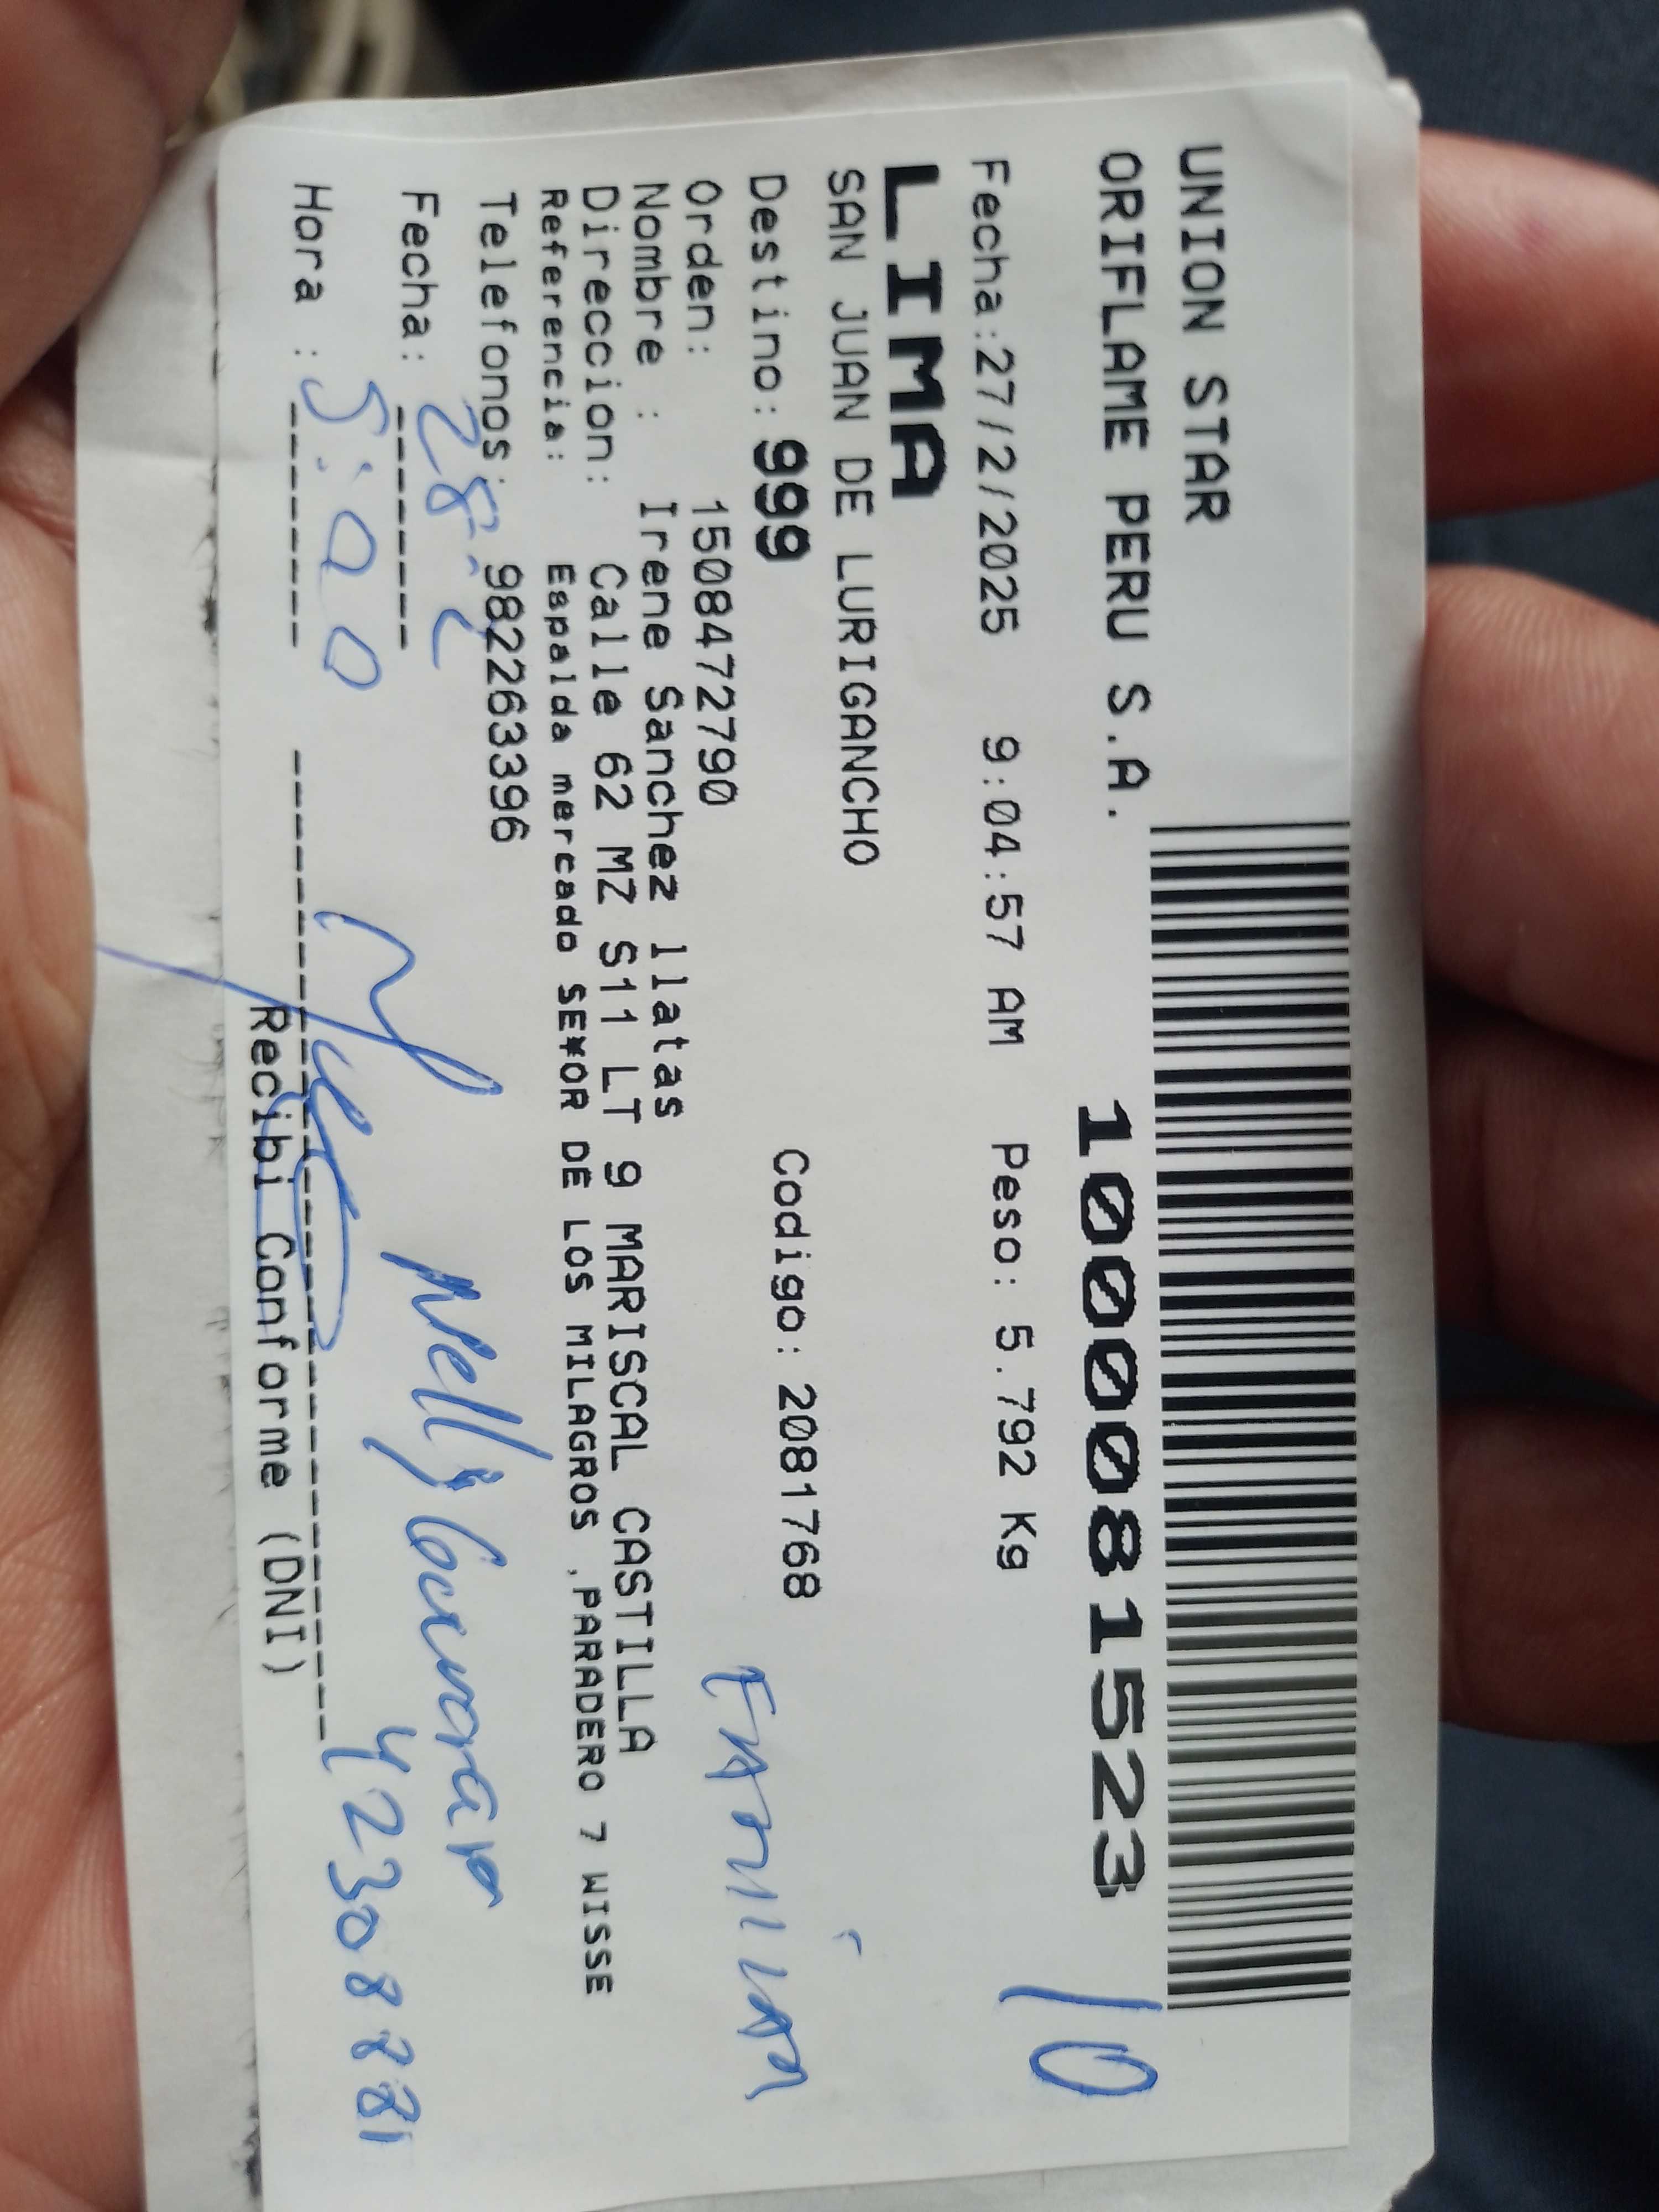 UNION STAR
ORIFLAME PERU S.A.
10000081523
10
Fecha:27/2/2025 9:04:57 AM Peso: 5.792 Kg
LIMA
SAN JUAN DE LURIGANCHO
Destino: 999 Codigo: 2081768
Orden: 1508472790
Nombre : Irene Sanchez llatas
Direccion: Calle 62 MZ S11 LT 9 MARISCAL CASTILLA
Referencia: Espalda mercado SE¥OR DE LOS MILAGROS ,PARADERO 7 WISSE
Telefonos: 982263396
Fecha: 28-2
Nelly
Hora : 5:00
42308881
Recibi Conforme (DNI)